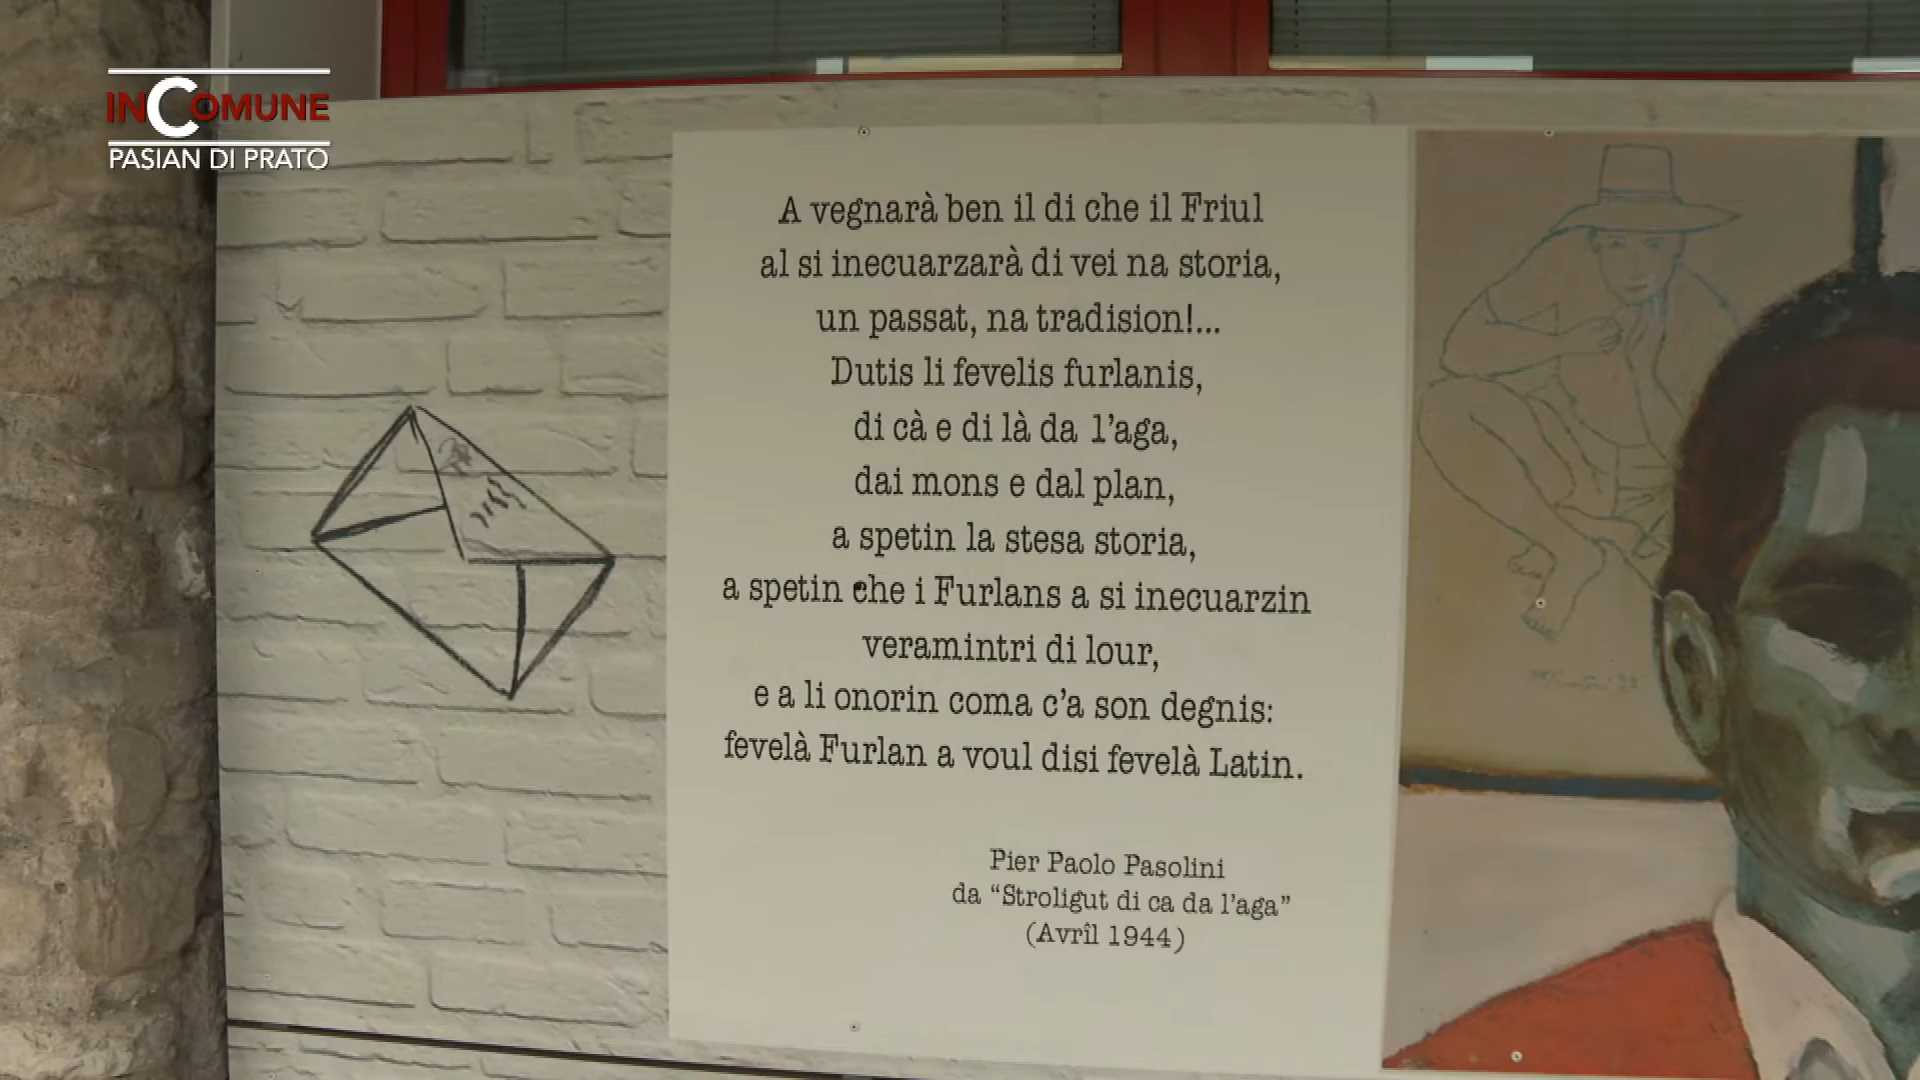 INCOMUNE
PASIAN DI PRATO
A vegnarà ben il di che il Friul
al si inecuarzarà di vei na storia,
un passat, na tradision!...
Dutis li fevelis furlanis,
di cà e di là da l'aga,
dai mons e dal plan,
a spetin la stesa storia,
a spetin che i Furlans a si inecuarzin
veramintri di lour,
e a li onorin coma c'a son degnis:
fevelà Furlan a voul disi fevelà Latin.
Pier Paolo Pasolini
da “Stroligut di ca da l'aga”
(Avrîl 1944)